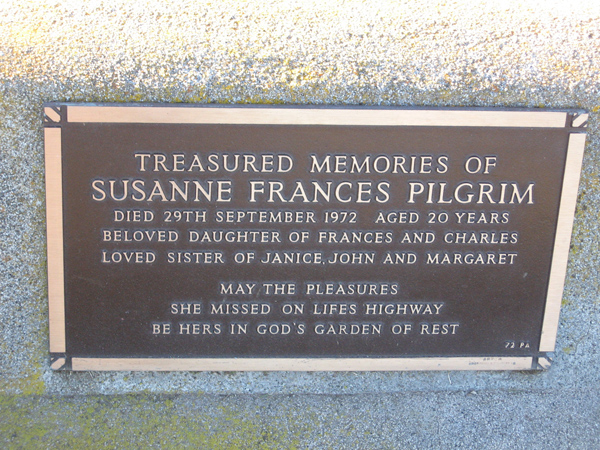 TREASURED MEMORIES OF
SUSANNE FRANCES PILGRIM
DIED 29TH SEPTEMBER 1972 AGED 20 YEARS
BELOVED DAUGHTER OF FRANCES AND CHARLES
LOVED SISTER OF JANICE, JOHN AND MARGARET
MAY THE PLEASURES
SHE MISSED ON LIFES HIGHWAY
BE HERS IN GOD'S GARDEN OF REST
72 PA